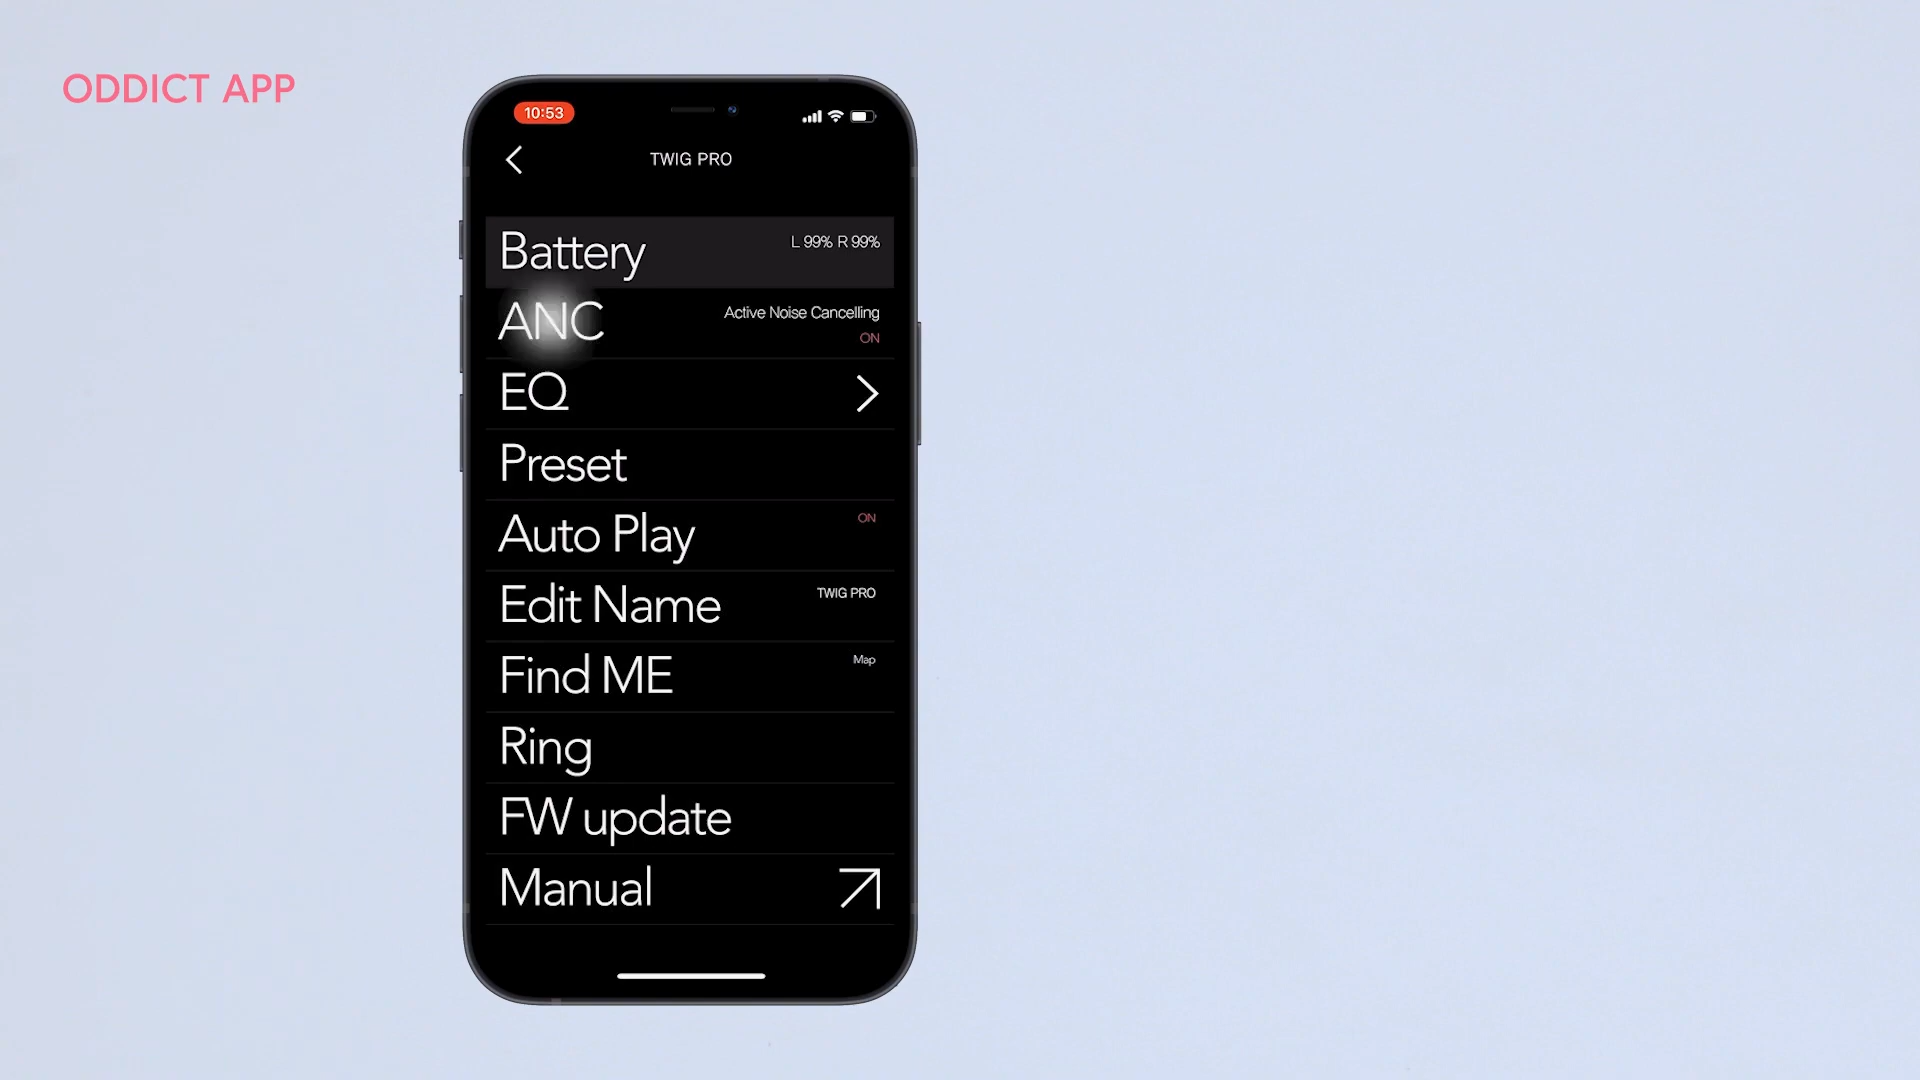 ODDICT APP
10:53
TWIG PRO
Battery L 99% R 99%
ANC Active Noise Cancelling
ON
EQ
Preset
Auto Play ON
Edit Name TWIG PRO
Find ME Map
Ring
FW update
Manual